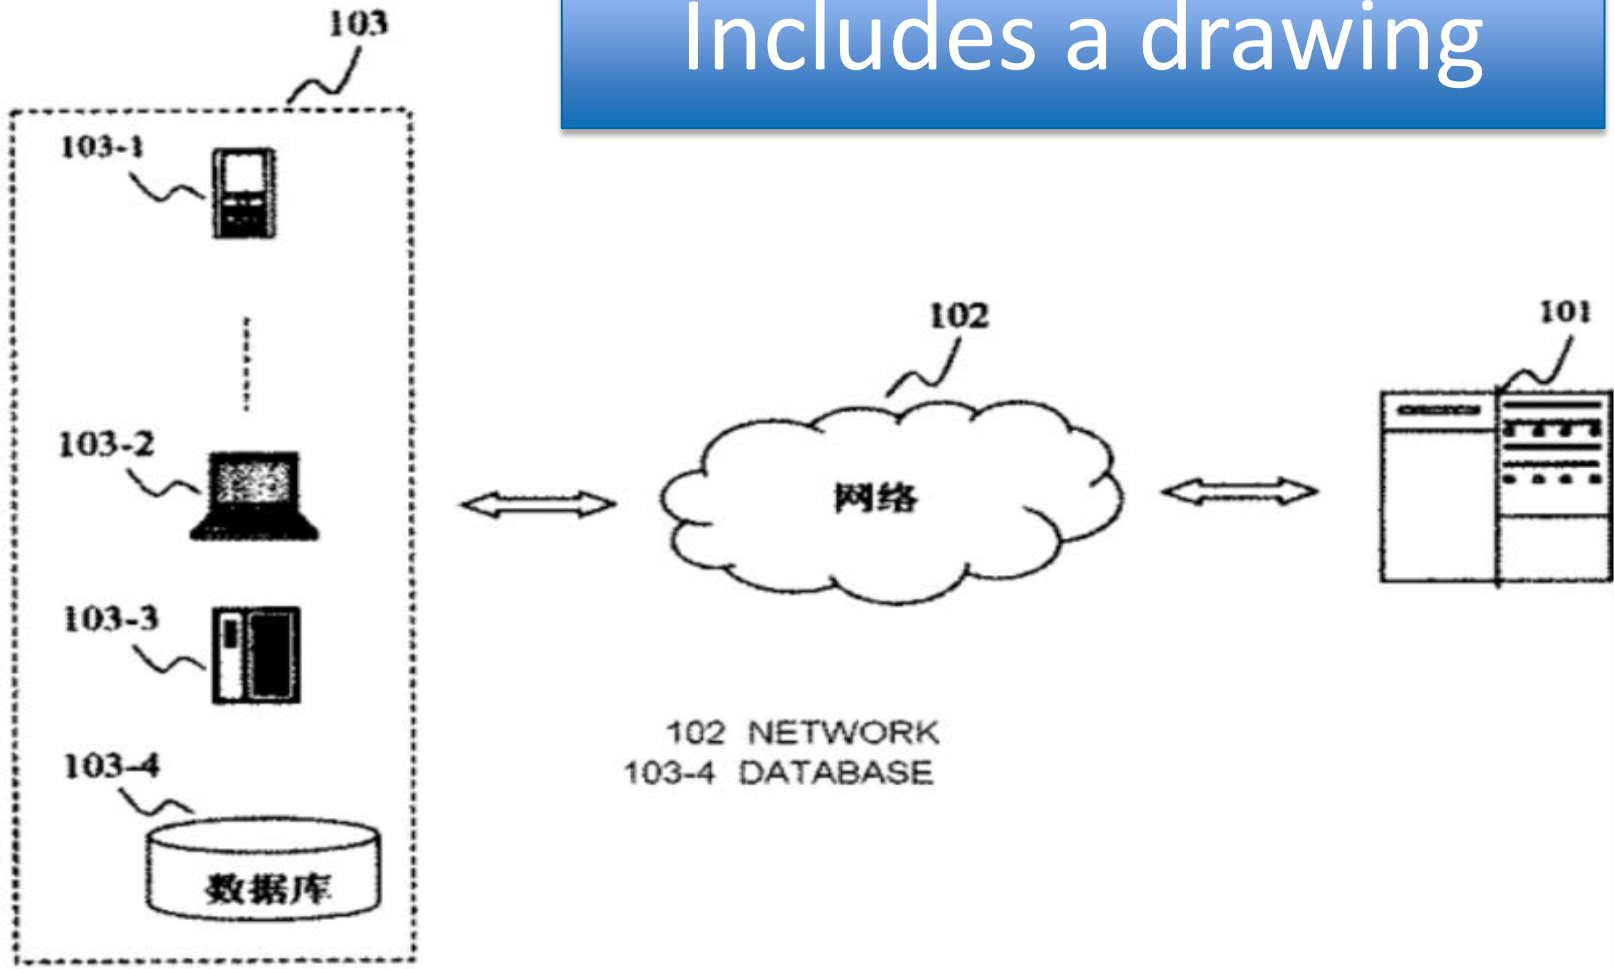 Includes a drawing
103
103-1
103-2
103-3
103-4
数据库
102
网络
101
102 NETWORK
103-4 DATABASE